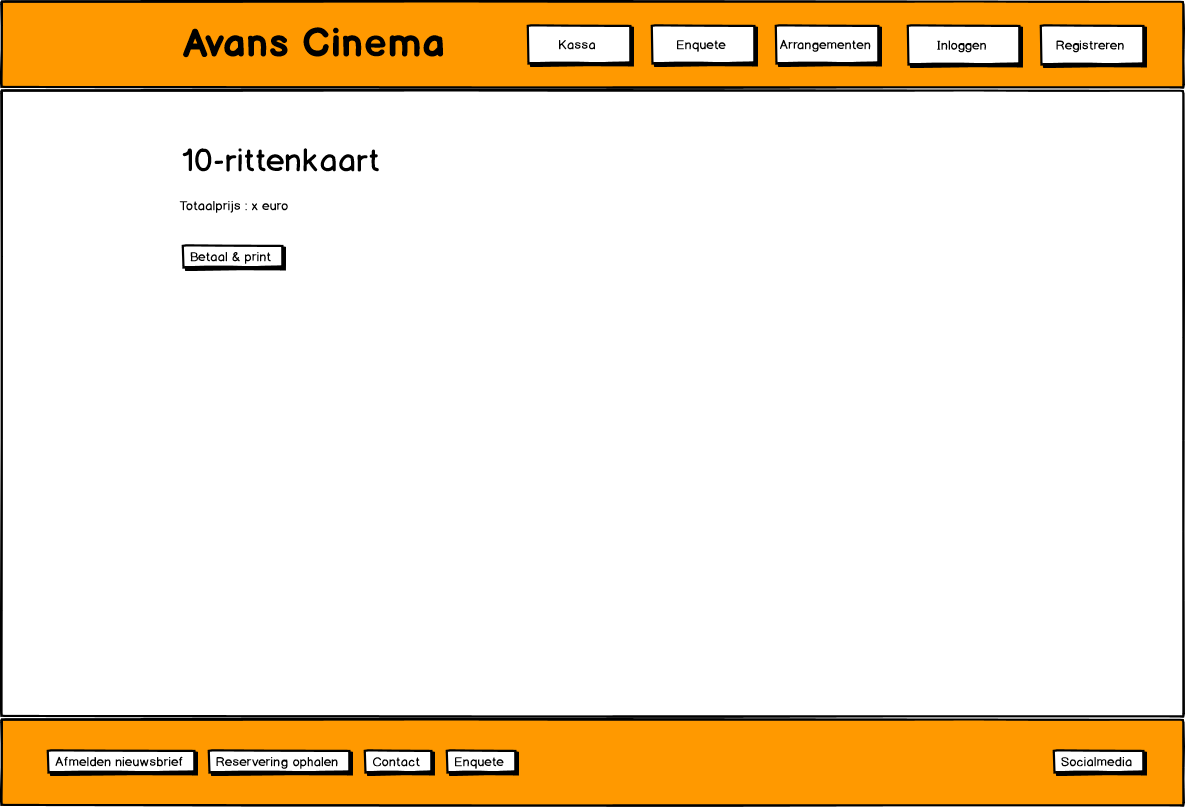 Avans Cinema
Kassa
Enquete
Arrangementen
Inloggen
Registreren
10-rittenkaart
Totaalprijs : x euro
Betaal & print
Afmelden nieuwsbrief
Reservering ophalen
Contact
Enquete
Socialmedia